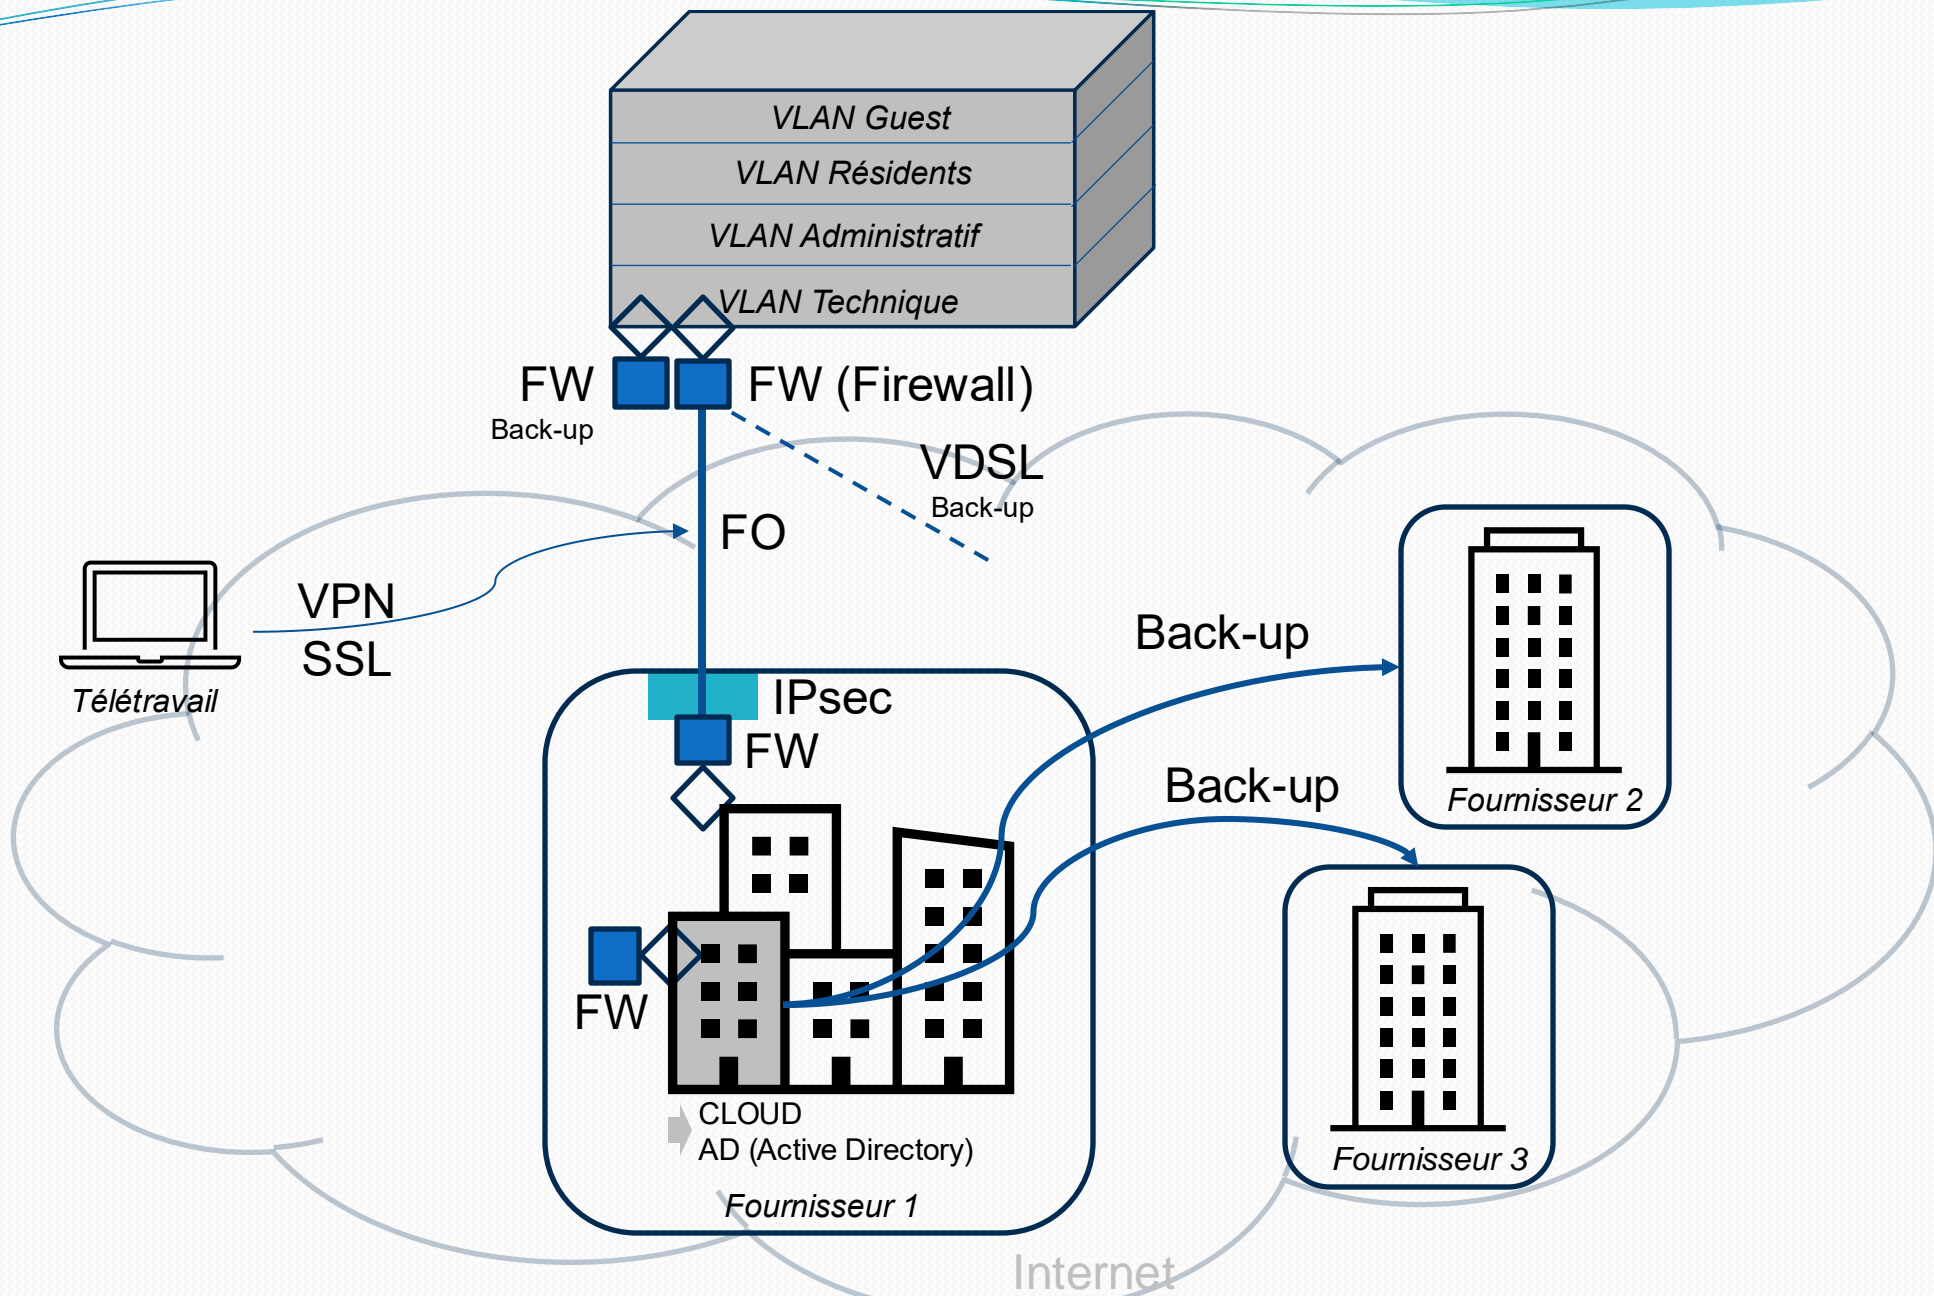 VLAN Guest
VLAN Résidents
VLAN Administratif
VLAN Technique
FW
Back-up
FW (Firewall)
VDSL
Back-up
FO
VPN
SSL
Télétravail
IPsec
FW
Back-up
Fournisseur 2
Back-up
FW
CLOUD
AD (Active Directory)
Fournisseur 1
Fournisseur 3
Internet